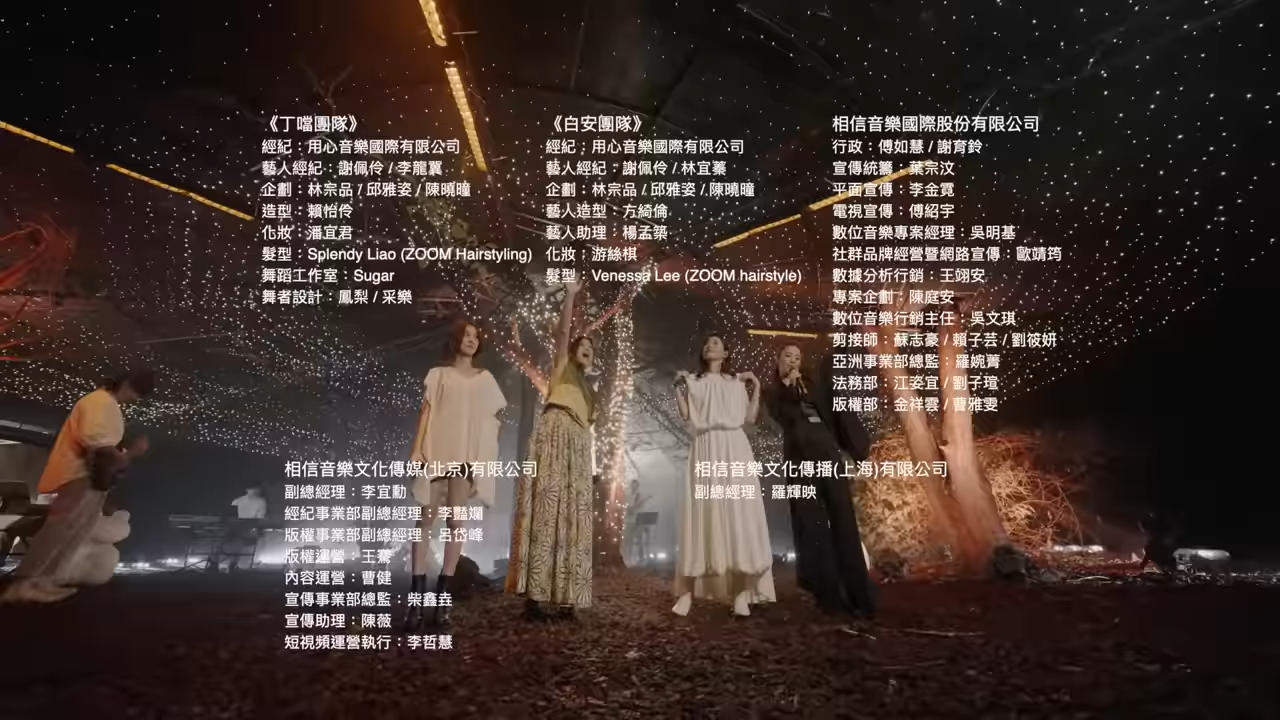 《丁噹團隊》
經紀：用心音樂國際有限公司
藝人經紀：謝佩伶 / 李龍冀
企劃：林宗品 / 邱雅姿 / 陳曉曈
造型：賴怡伶
化妝：潘宜君
髮型：Splendy Liao (ZOOM Hairstyling)
舞蹈工作室：Sugar
舞者設計：鳳梨 / 采樂
《白安團隊》
經紀：用心音樂國際有限公司
藝人經紀：謝佩伶 / 林宜蓁
企劃：林宗品 / 邱雅姿 / 陳曉曈
藝人造型：方綺倫
藝人助理：楊孟築
化妝：游絲棋
髮型：Venessa Lee (ZOOM hairstyle)
相信音樂國際股份有限公司
行政：傅如慧 / 謝育鈴
宣傳統籌：葉宗汶
平面宣傳：李金霓
電視宣傳：傅紹宇
數位音樂專案經理：吳明基
社群品牌經營暨網路宣傳：歐靖筠
數據分析行銷：王翊安
專案企劃：陳庭安
數位音樂行銷主任：吳文琪
剪接師：蘇志豪 / 賴子芸 / 劉筱妍
亞洲事業部總監：羅婉菁
法務部：江姿宜 / 劉子瑄
版權部：金祥雲 / 曹雅雯
相信音樂文化傳媒(北京)有限公司
副總經理：李宜勳
經紀事業部副總經理：李豔斕
版權事業部副總經理：呂岱峰
版權運營：王騫
內容運營：曹健
宣傳事業部總監：柴鑫垚
宣傳助理：陳薇
短視頻運營執行：李哲慧
相信音樂文化傳播(上海)有限公司
副總經理：羅輝映